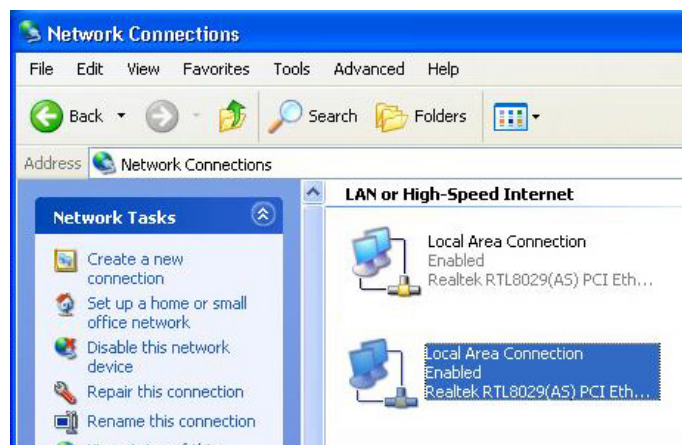 Network Connections
File Edit View Favorites Tools Advanced Help
Back Search Folders
Address Network Connections
Network Tasks
Create a new
connection
Set up a home or small
office network
Disable this network
device
Repair this connection
Rename this connection
LAN or High-Speed Internet
Local Area Connection
Enabled
Realtek RTL8029(AS) PCI Eth...
Local Area Connection
Enabled
Realtek RTL8029(AS) PCI Eth...